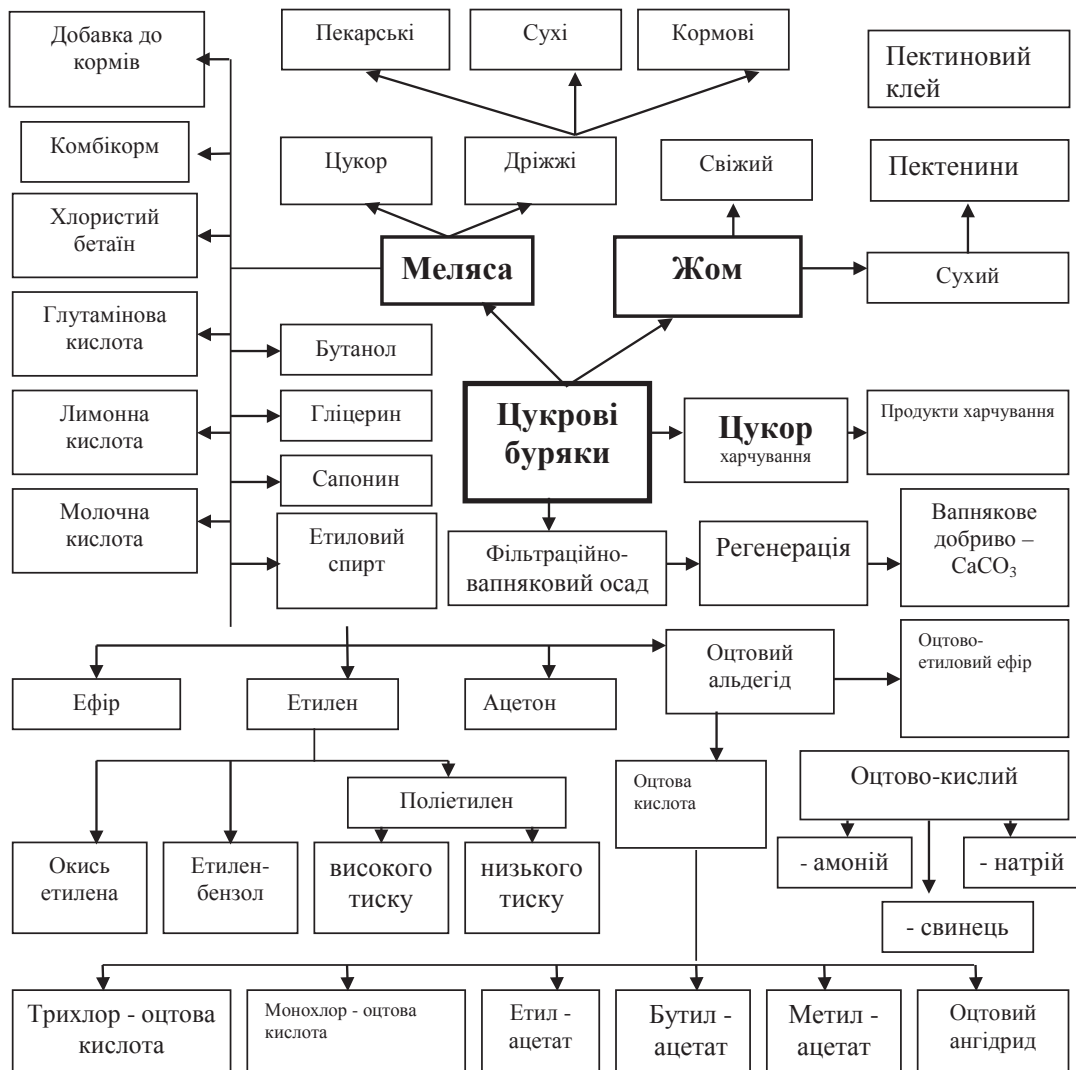 Добавка до
кормів
Пекарські
Сухі
Кормові
Пектиновий
клей
Комбікорм
Цукор
Дріжжі
Свіжий
Пектенини
Хлористий
бетаїн
Меляса
Жом
Сухий
Глутамінова
кислота
Бутанол
Лимонна
кислота
Гліцерин
Цукрові
буряки
Цукор
харчування
Продукти харчування
Сапонин
Молочна
кислота
Етиловий
спирт
Фільтраційно-
вапняковий осад
Регенерація
Вапнякове
добриво –
CaCO₃
Ефір
Етилен
Ацетон
Оцтовий
альдегід
Оцтово-
етиловий ефір
Поліетилен
Оцтова
кислота
Оцтово-кислий
Окись
етилена
Етилен-
бензол
високого
тиску
низького
тиску
- амоній
- натрій
- свинець
Трихлор - оцтова
кислота
Монохлор - оцтова
кислота
Етил -
ацетат
Бутил -
ацетат
Метил -
ацетат
Оцтовий
ангідрид